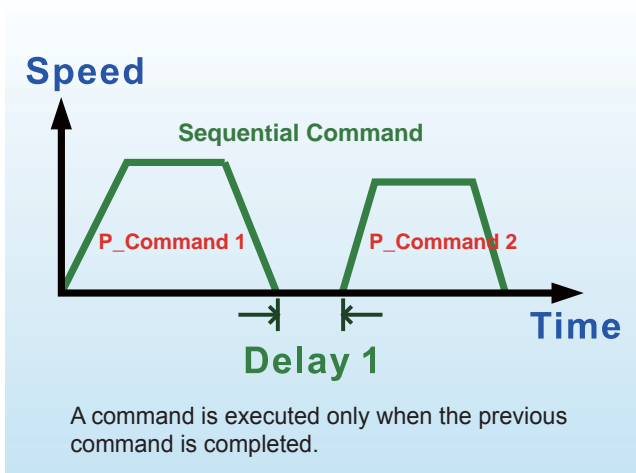 Speed
Sequential Command
P_Command 1
P_Command 2
Time
Delay 1
A command is executed only when the previous
command is completed.